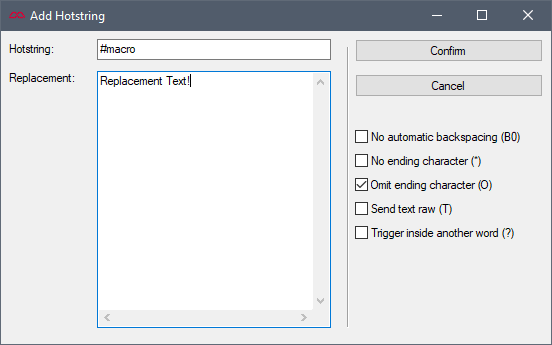 Add Hotstring
Hotstring:
#macro
Replacement:
Replacement Text!
Confirm
Cancel
No automatic backspacing (B0)
No ending character (*)
Omit ending character (O)
Send text raw (T)
Trigger inside another word (?)